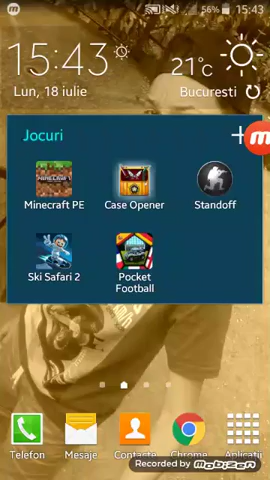 56% 15:43
15:43
21°C
Lun, 18 iulie
Bucuresti
Jocuri
Minecraft PE
Case Opener
Standoff
Ski Safari 2
Pocket
Football
Telefon
Mesaje
Contacte
Chrome
Aplicații
Recorded by
MOBIZEN